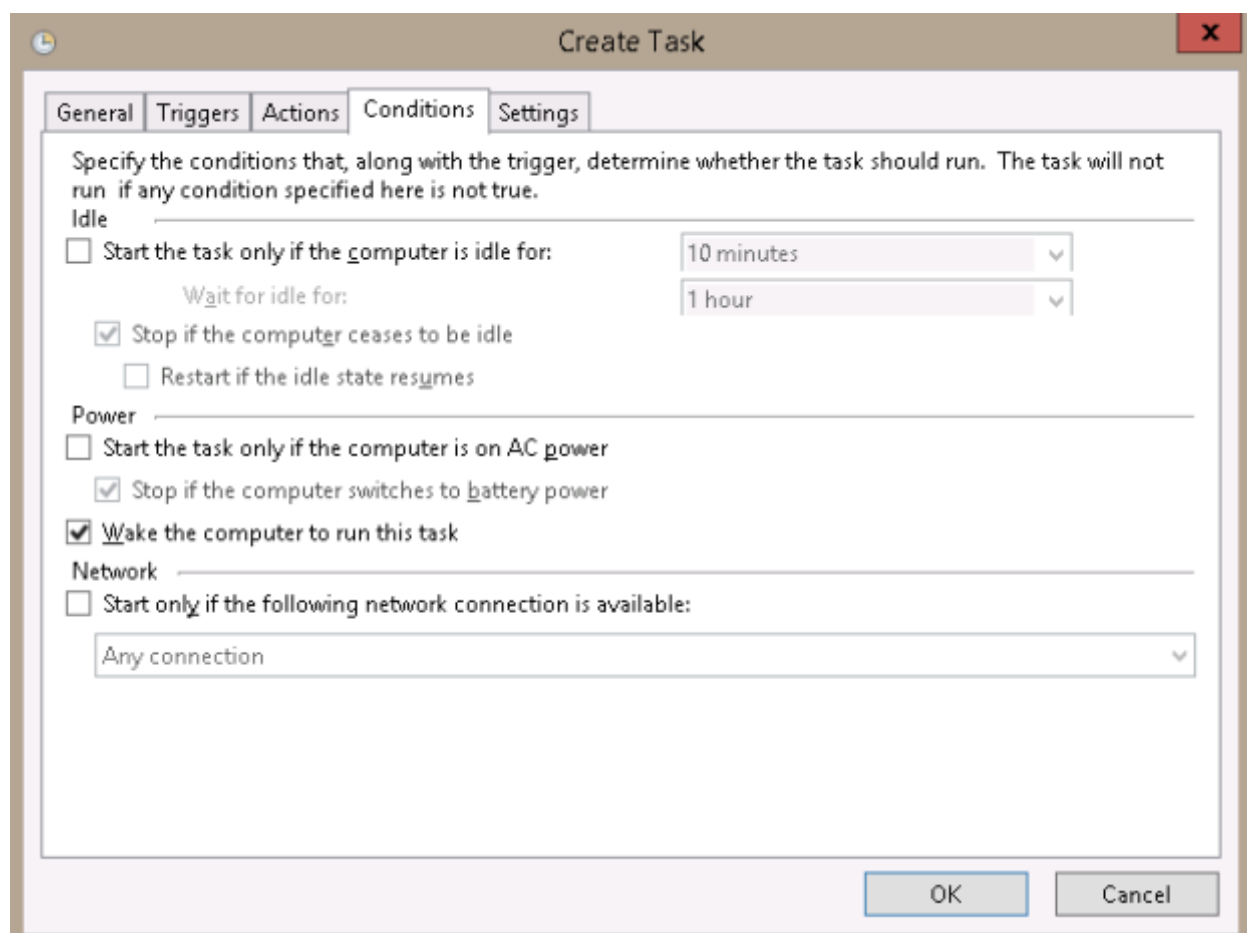 Create Task
General Triggers Actions Conditions Settings
Specify the conditions that, along with the trigger, determine whether the task should run. The task will not
run if any condition specified here is not true.
Idle
Start the task only if the computer is idle for: 10 minutes
Wait for idle for: 1 hour
Stop if the computer ceases to be idle
Restart if the idle state resumes
Power
Start the task only if the computer is on AC power
Stop if the computer switches to battery power
Wake the computer to run this task
Network
Start only if the following network connection is available:
Any connection
OK Cancel